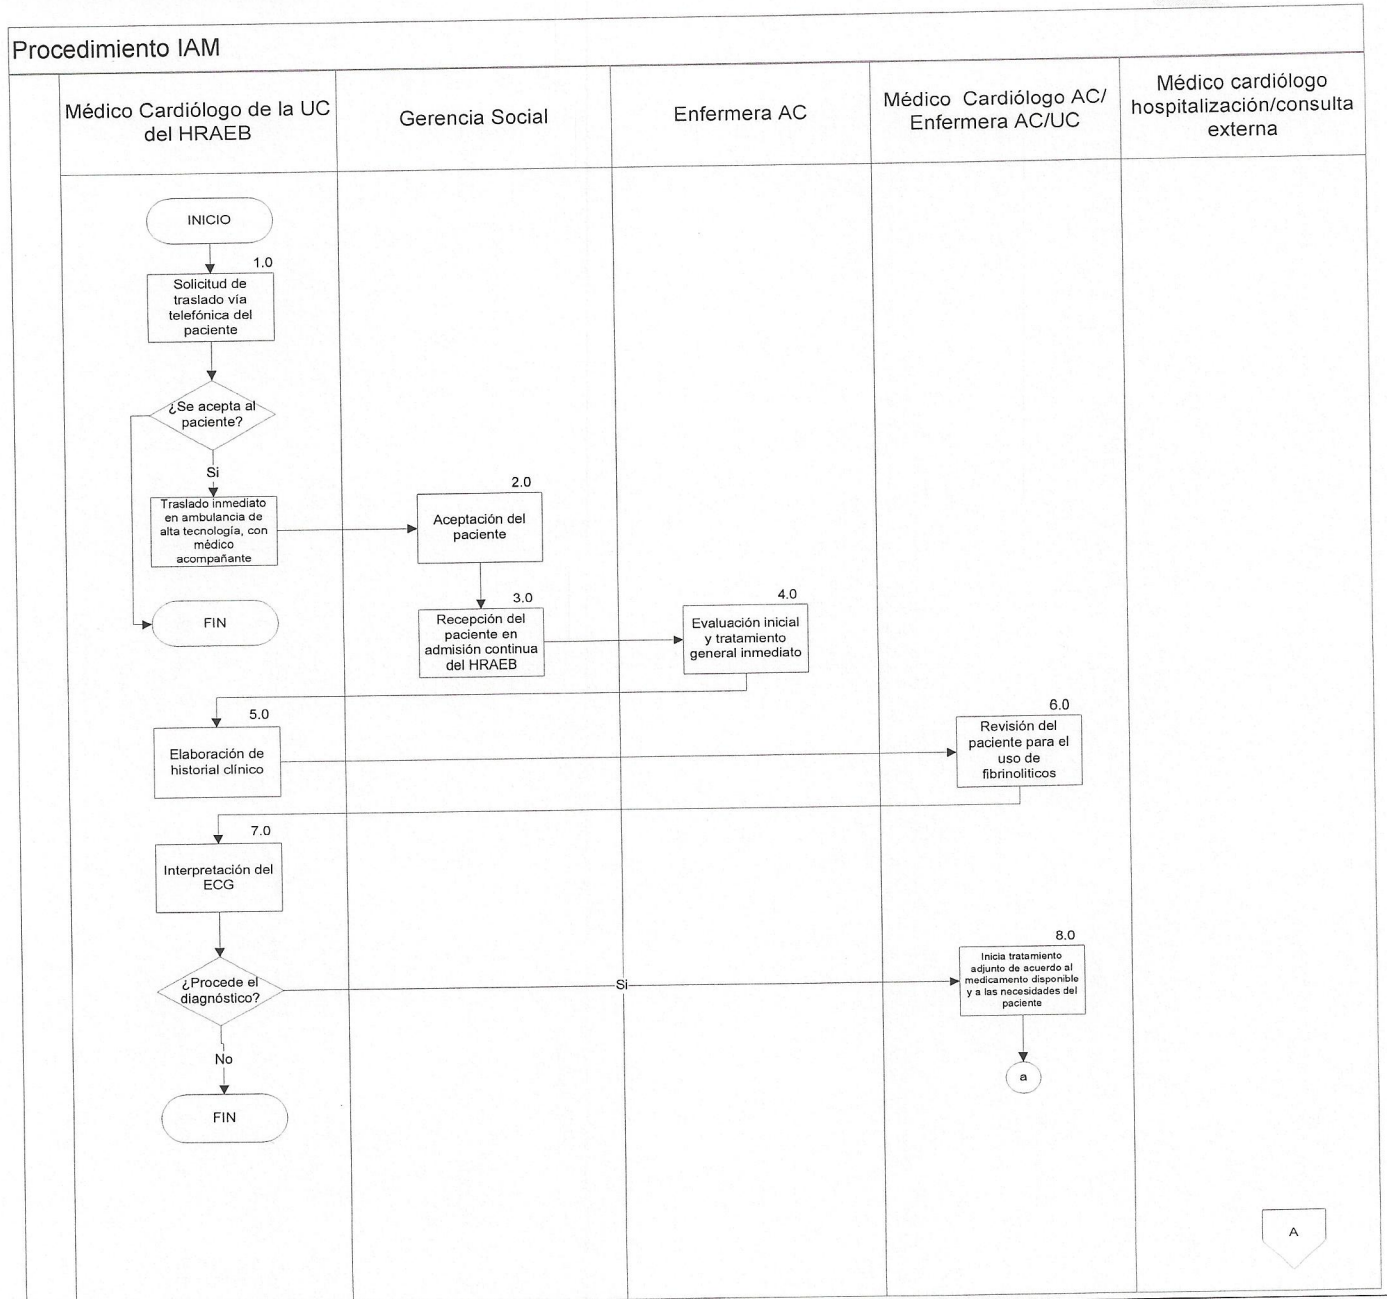 Procedimiento IAM
Médico Cardiólogo de la UC
del HRAEB
Gerencia Social
Enfermera AC
Médico Cardiólogo AC/
Enfermera AC/UC
Médico cardiólogo
hospitalización/consulta
externa
INICIO
1.0
Solicitud de
traslado vía
telefónica del
paciente
¿Se acepta al
paciente?
Si
Traslado inmediato
en ambulancia de
alta tecnología, con
médico
acompañante
2.0
Aceptación del
paciente
FIN
3.0
Recepción del
paciente en
admisión continua
del HRAEB
4.0
Evaluación inicial
y tratamiento
general inmediato
5.0
Elaboración de
historial clínico
6.0
Revisión del
paciente para el
uso de
fibrinoliticos
7.0
Interpretación del
ECG
¿Procede el
diagnóstico?
Si
8.0
Inicia tratamiento
adjunto de acuerdo al
medicamento disponible
y a las necesidades del
paciente
No
a
FIN
A